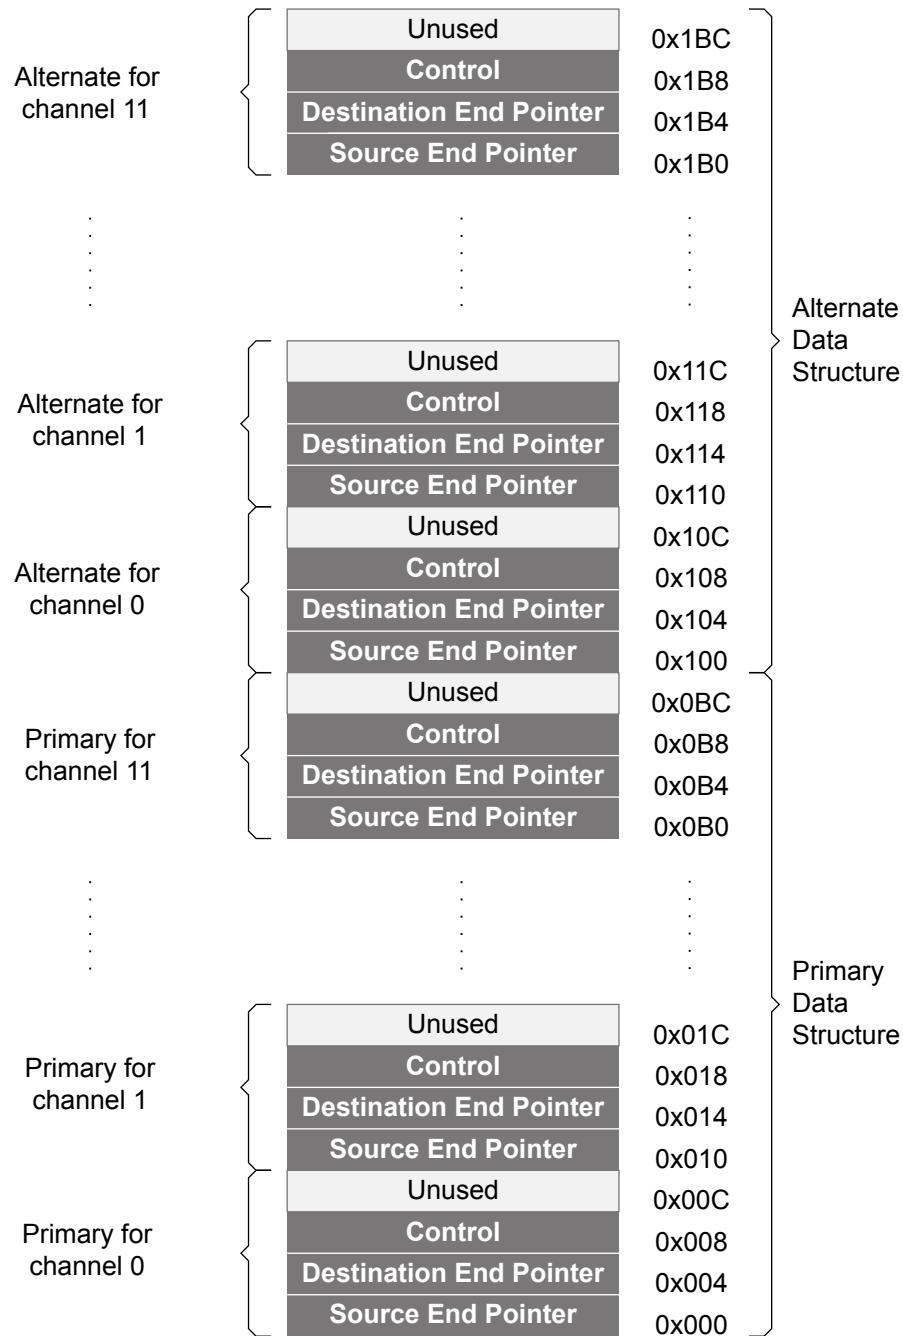 Unused 0x1BC
Alternate for
channel 11
Control 0x1B8
Destination End Pointer 0x1B4
Source End Pointer 0x1B0
Alternate
Data
Structure
Unused 0x11C
Alternate for
channel 1
Control 0x118
Destination End Pointer 0x114
Source End Pointer 0x110
Unused 0x10C
Alternate for
channel 0
Control 0x108
Destination End Pointer 0x104
Source End Pointer 0x100
Unused 0x0BC
Primary for
channel 11
Control 0x0B8
Destination End Pointer 0x0B4
Source End Pointer 0x0B0
Primary
Data
Structure
Unused 0x01C
Primary for
channel 1
Control 0x018
Destination End Pointer 0x014
Source End Pointer 0x010
Unused 0x00C
Primary for
channel 0
Control 0x008
Destination End Pointer 0x004
Source End Pointer 0x000